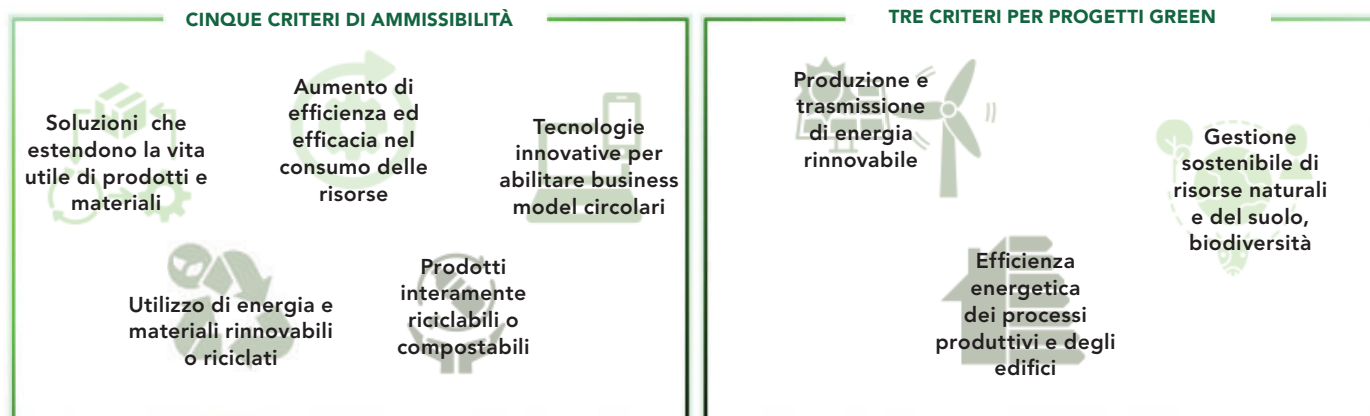 CINQUE CRITERI DI AMMISSIBILITÀ
Soluzioni che
estendono la vita
utile di prodotti e
materiali
Aumento di
efficienza ed
efficacia nel
consumo delle
risorse
Tecnologie
innovative per
abilitare business
model circolari
Utilizzo di energia e
materiali rinnovabili
o riciclati
Prodotti
interamente
riciclabili o
compostabili
TRE CRITERI PER PROGETTI GREEN
Produzione e
trasmissione
di energia
rinnovabile
Gestione
sostenibile di
risorse naturali
e del suolo,
biodiversità
Efficienza
energetica
dei processi
produttivi e degli
edifici